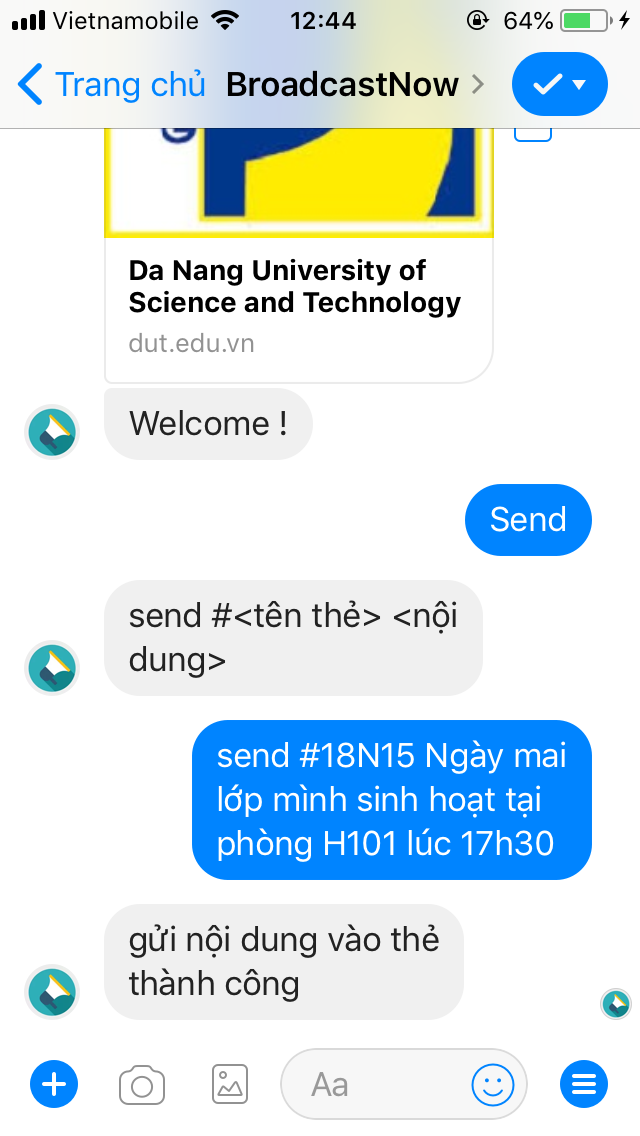 Vietnamobile 12:44 64%
Trang chủ BroadcastNow
G
Da Nang University of
Science and Technology
dut.edu.vn
Welcome !
Send
send #<tên thẻ> <nội
dung>
send #18N15 Ngày mai
lớp mình sinh hoạt tại
phòng H101 lúc 17h30
gửi nội dung vào thẻ
thành công
Aa